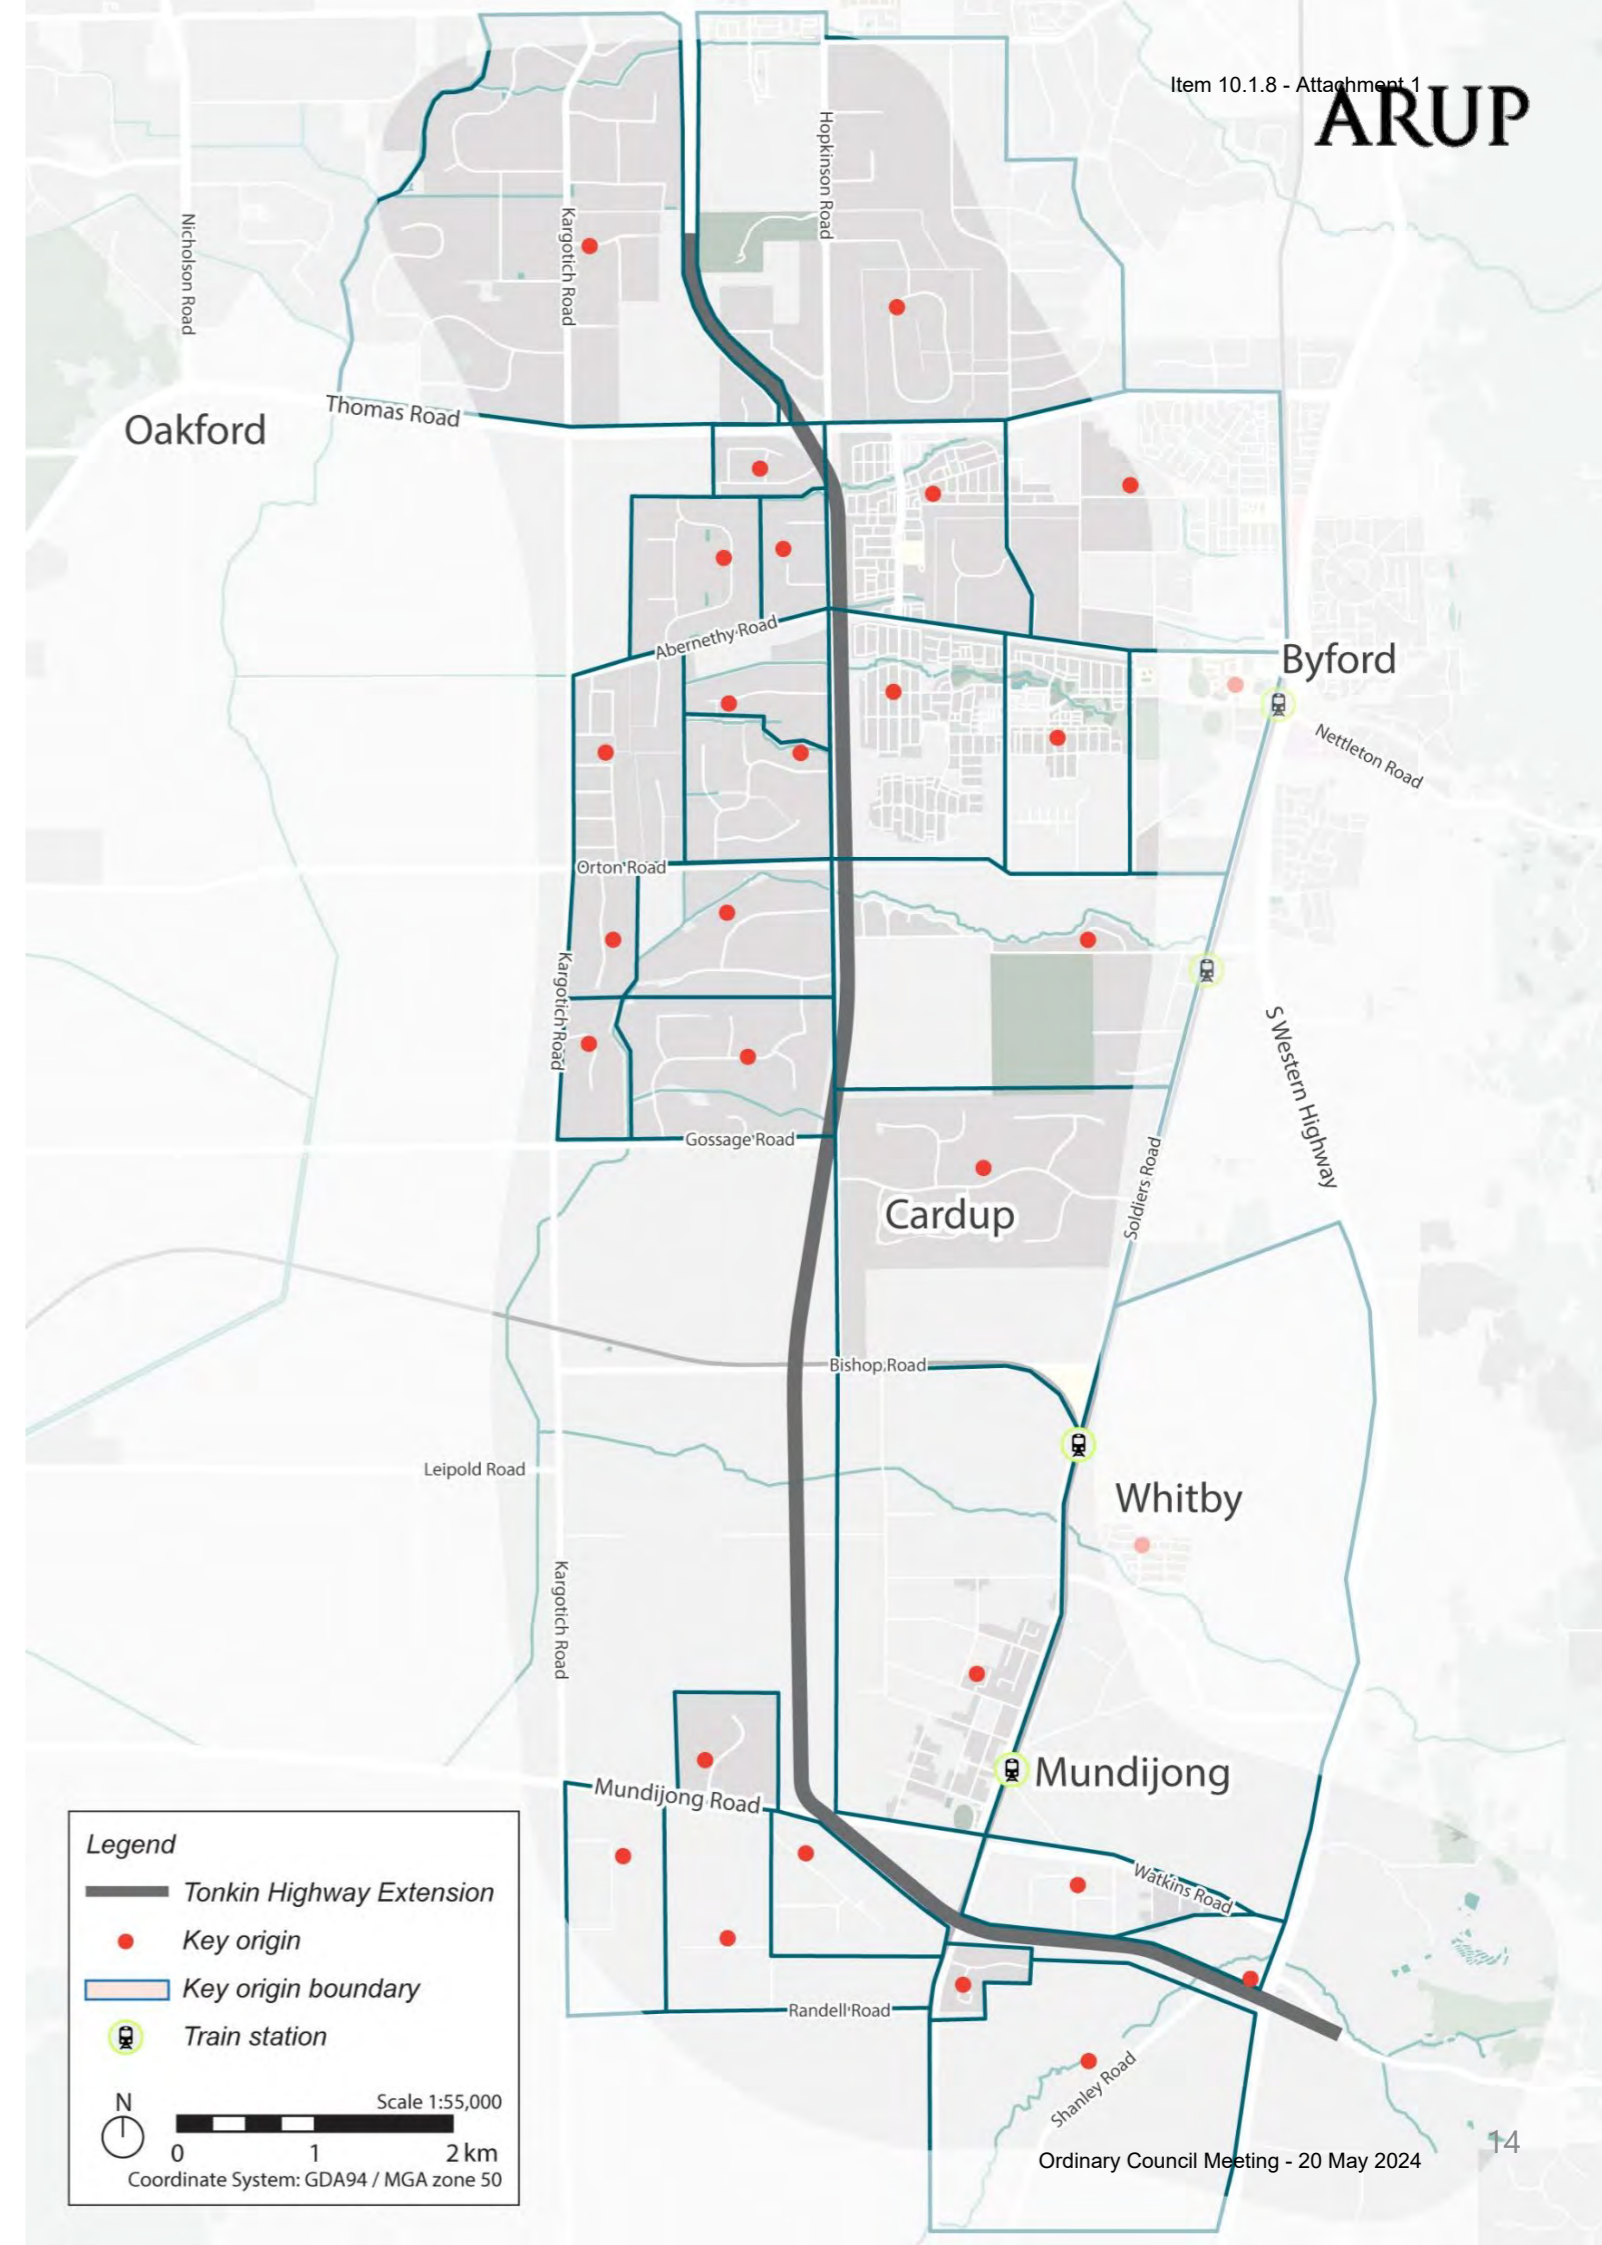 Item 10.1.8 - Attachment 1
ARUP
Hopkinson Road
Nicholson Road
Kargotich Road
Thomas Road
Oakford
Abernethy Road
Byford
Nettleton Road
Orton Road
Kargotich Road
S Western Highway
Gossage Road
Soldiers Road
Cardup
Bishop Road
Leipold Road
Whitby
Kargotich Road
Mundijong
Mundijong Road
Watkins Road
Randell Road
Shanley Road
Legend
Tonkin Highway Extension
Key origin
Key origin boundary
Train station
N
Scale 1:55,000
0 1 2 km
Coordinate System: GDA94 / MGA zone 50
14
Ordinary Council Meeting - 20 May 2024